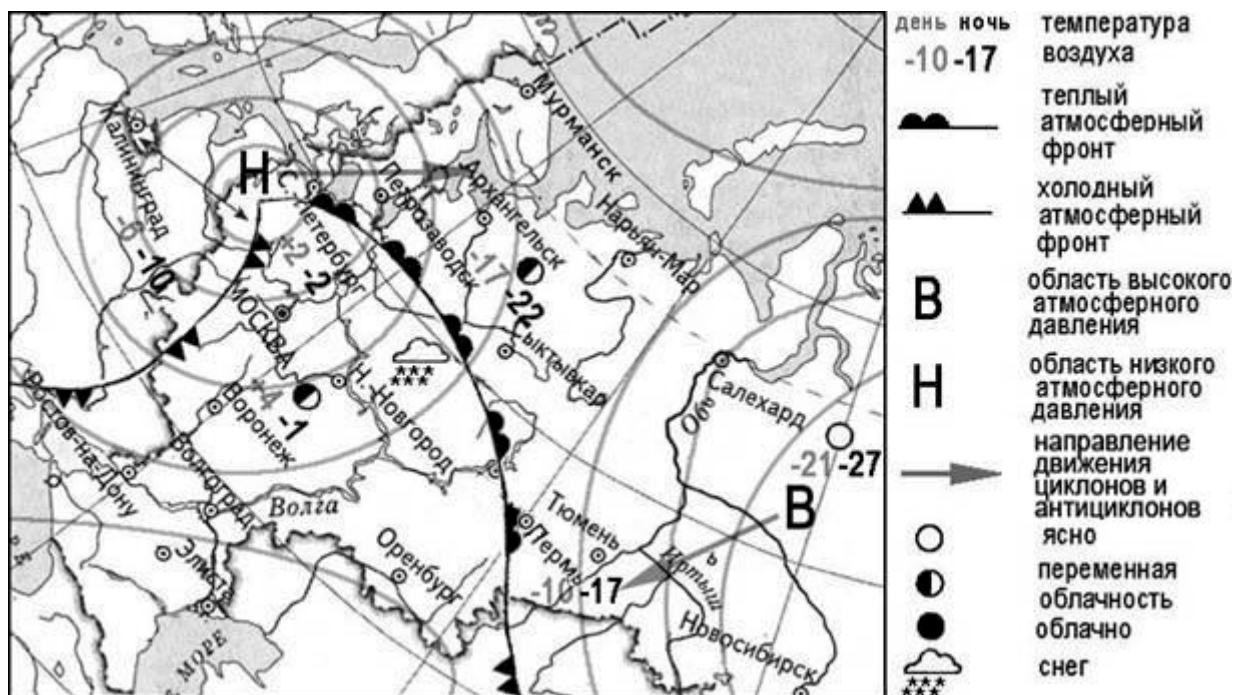 Мурманск
Калининград
-6 -10
Н
С. Петербург
+2 -2
Петрозаводск
Архангельск
-17 -22
Нарьян-Мар
МОСКВА
Сыктывкар
Н.-Новгород
+4 -1
Воронеж
Ростов-на-Дону
Волгоград
Волга
Элиста
МОРЕ
Оренбург
Пермь
Тюмень
-10 -17
Салехард
Обь
Иртыш
Новосибирск
-21 -27
В
день ночь
-10 -17
температура
воздуха
теплый
атмосферный
фронт
холодный
атмосферный
фронт
В
область высокого
атмосферного
давления
Н
область низкого
атмосферного
давления
направление
движения
циклонов и
антициклонов
ясно
переменная
облачность
облачно
снег